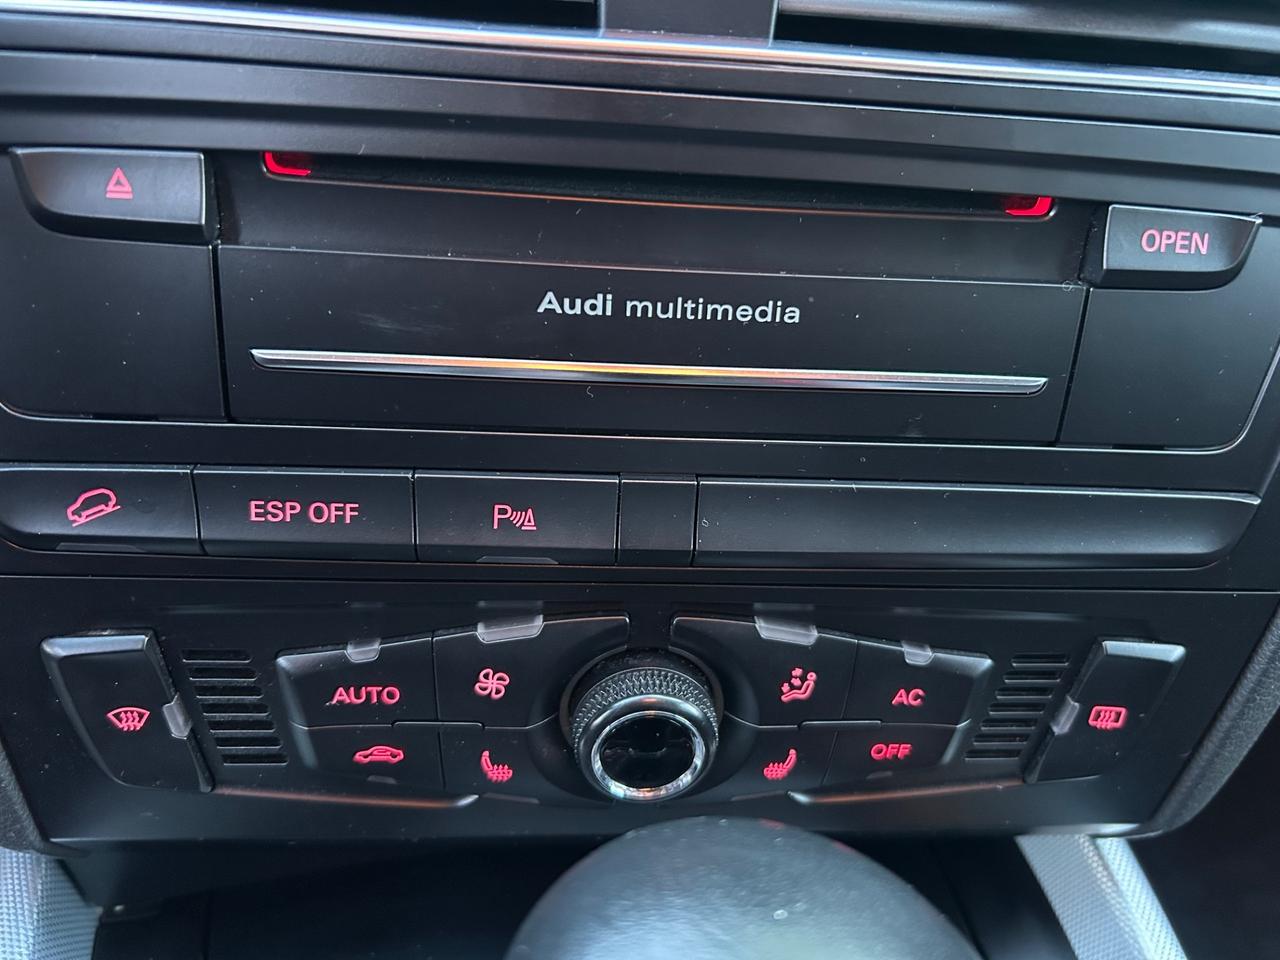 OPEN
Audi multimedia
ESP OFF
P
AUTO
AC
OFF